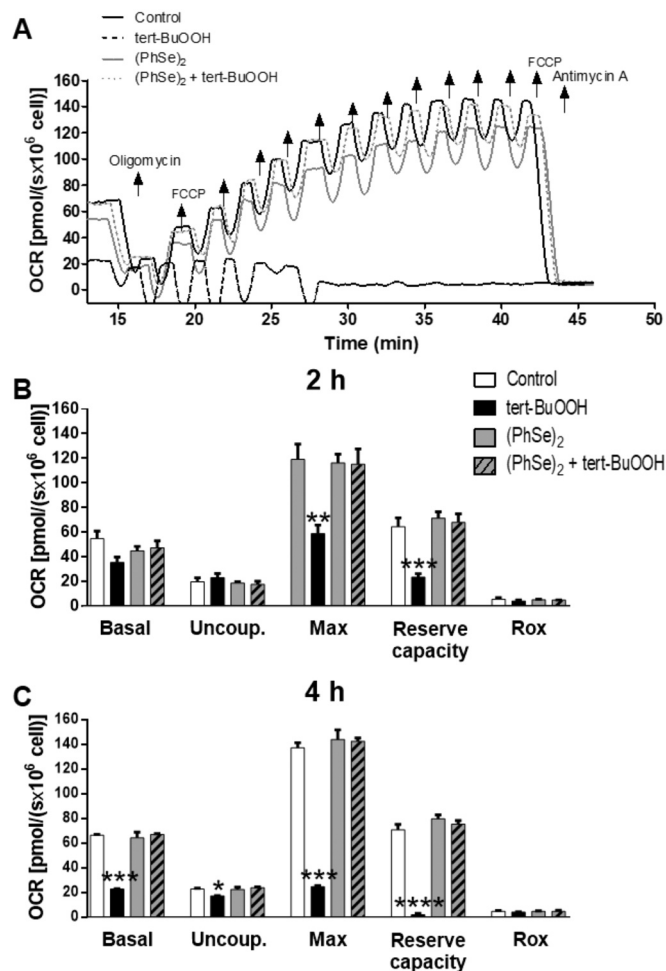 A
Control
tert-BuOOH
(PhSe)2
(PhSe)2 + tert-BuOOH
OCR [pmol/(sx10^6 cell)]
160
140
120
100
80
60
40
20
0
Oligomycin
FCCP
FCCP
Antimycin A
15 20 25 30 35 40 45 50
Time (min)
B
2 h
Control
tert-BuOOH
(PhSe)2
(PhSe)2 + tert-BuOOH
OCR [pmol/(sx10^6 cell)]
160
140
120
100
80
60
40
20
0
**
***
Basal Uncoup. Max Reserve capacity Rox
C
4 h
OCR [pmol/(sx10^6 cell)]
160
140
120
100
80
60
40
20
0
***
*
***
****
Basal Uncoup. Max Reserve capacity Rox